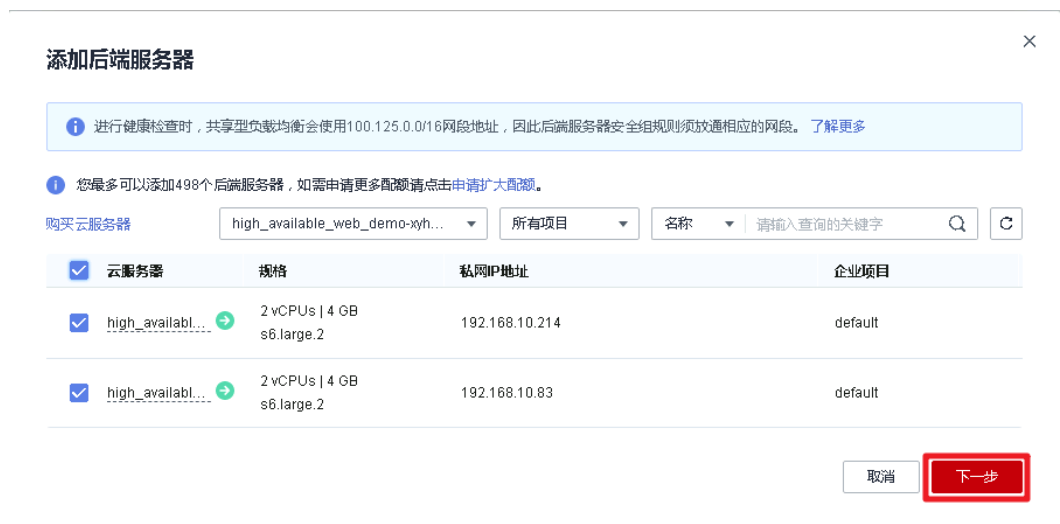 添加后端服务器
进行健康检查时，共享型负载均衡会使用100.125.0.0/16网段地址，因此后端服务器安全组规则须放通相应的网段。 了解更多
您最多可以添加498个后端服务器，如需申请更多配额请点击申请扩大配额。
购买云服务器 high_available_web_demo-xyh... 所有项目 名称 请输入查询的关键字
云服务器 规格 私网IP地址 企业项目
high_availabl... 2 vCPUs | 4 GB 192.168.10.214 default
s6.large.2
high_availabl... 2 vCPUs | 4 GB 192.168.10.83 default
s6.large.2
取消 下一步